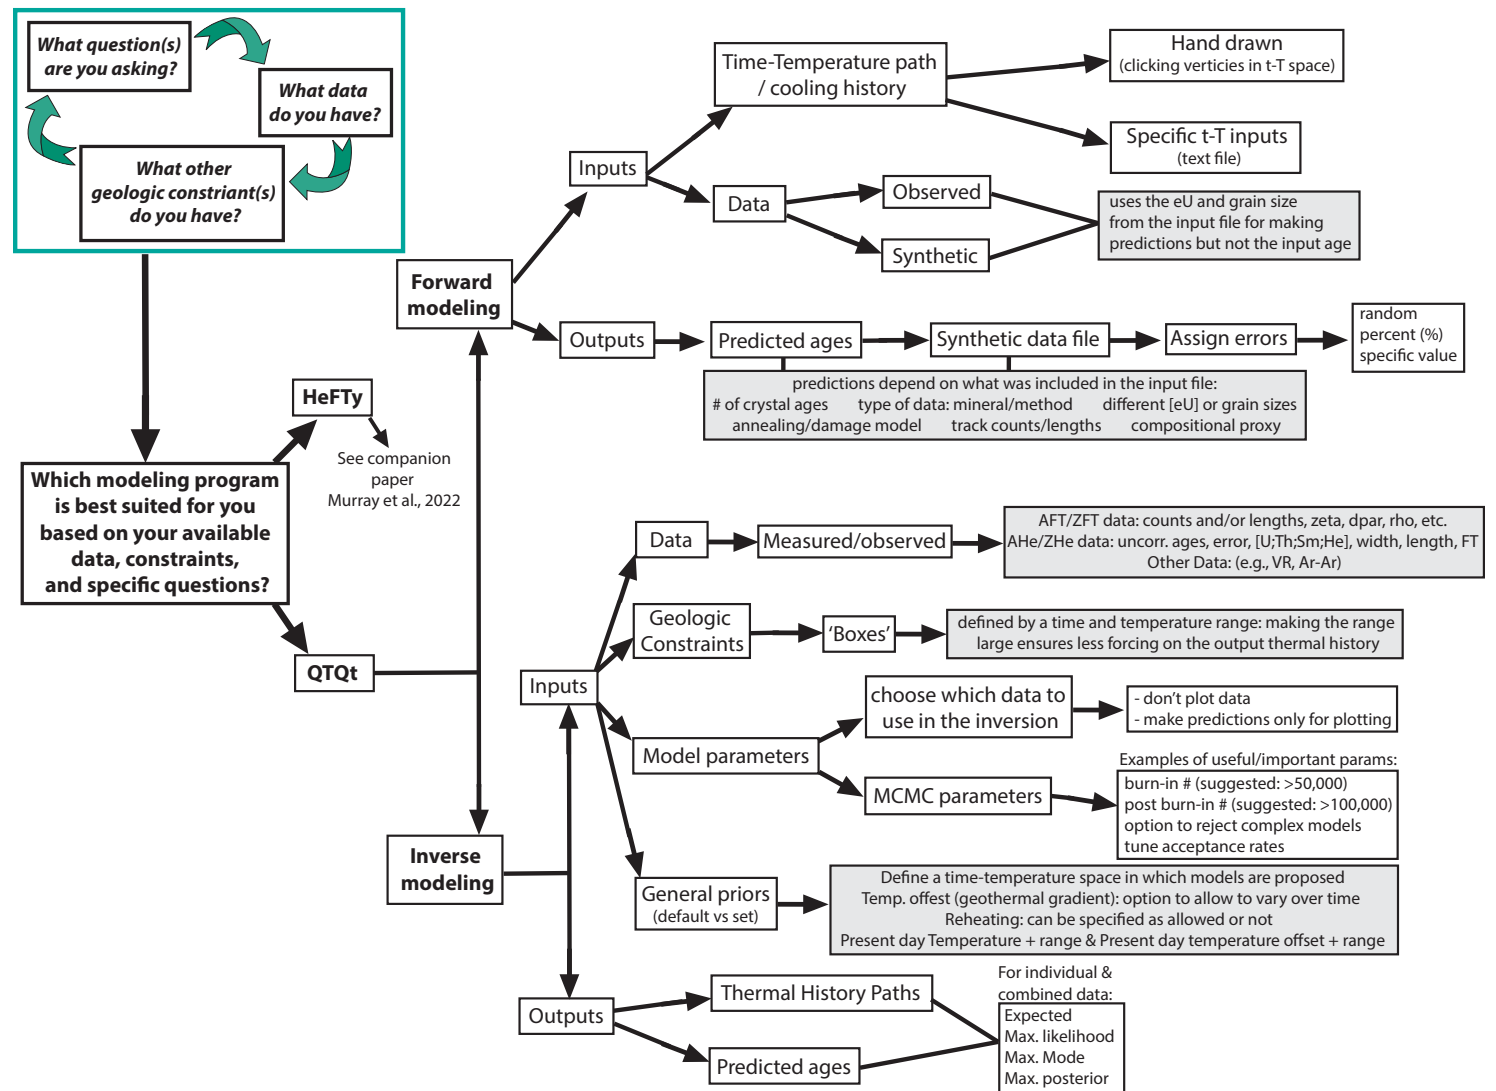 What question(s)
are you asking?
What data
do you have?
What other
geologic constriant(s)
do you have?
Which modeling program
is best suited for you
based on your available
data, constraints,
and specific questions?
HeFTy
See companion
paper
Murray et al., 2022
QTQt
Forward
modeling
Inputs
Time-Temperature path
/ cooling history
Hand drawn
(clicking verticies in t-T space)
Specific t-T inputs
(text file)
Data
Observed
Synthetic
uses the eU and grain size
from the input file for making
predictions but not the input age
Outputs
Predicted ages
Synthetic data file
Assign errors
random
percent (%)
specific value
predictions depend on what was included in the input file:
# of crystal ages type of data: mineral/method different [eU] or grain sizes
annealing/damage model track counts/lengths compositional proxy
Inverse
modeling
Inputs
Data
Measured/observed
AFT/ZFT data: counts and/or lengths, zeta, dpar, rho, etc.
AHe/ZHe data: uncorr. ages, error, [U;Th;Sm;He], width, length, FT
Other Data: (e.g., VR, Ar-Ar)
Geologic
Constraints
‘Boxes’
defined by a time and temperature range: making the range
large ensures less forcing on the output thermal history
Model parameters
choose which data to
use in the inversion
- don’t plot data
- make predictions only for plotting
MCMC parameters
Examples of useful/important params:
burn-in # (suggested: >50,000)
post burn-in # (suggested: >100,000)
option to reject complex models
tune acceptance rates
General priors
(default vs set)
Define a time-temperature space in which models are proposed
Temp. offest (geothermal gradient): option to allow to vary over time
Reheating: can be specified as allowed or not
Present day Temperature + range & Present day temperature offset + range
Outputs
Thermal History Paths
Predicted ages
For individual &
combined data:
Expected
Max. likelihood
Max. Mode
Max. posterior